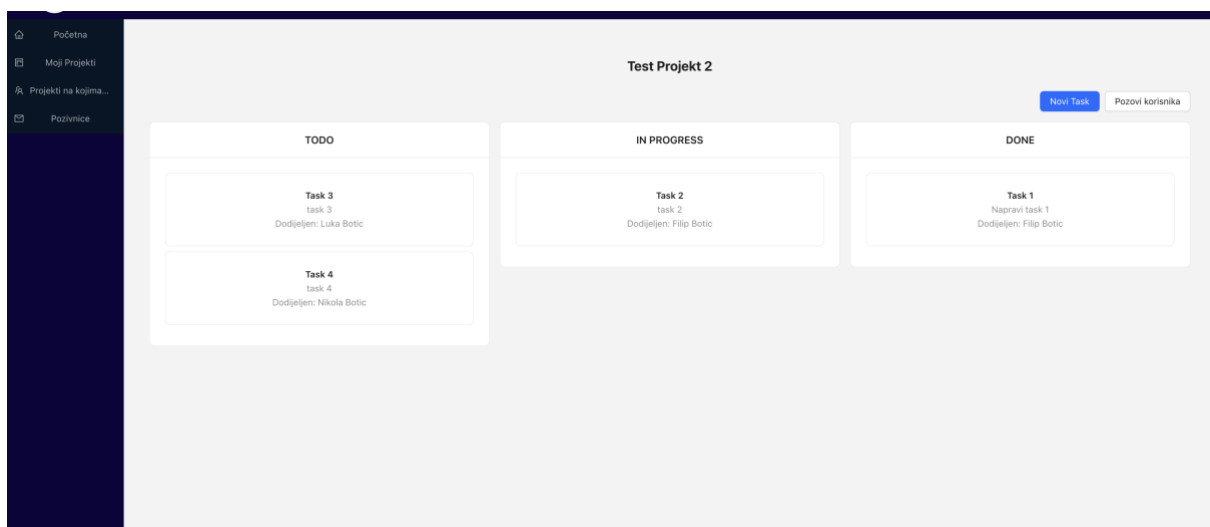 Početna
Moji Projekti
Projekti na kojima...
Pozivnice
Test Projekt 2
Novi Task
Pozovi korisnika
TODO
Task 3
task 3
Dodijeljen: Luka Botic
Task 4
task 4
Dodijeljen: Nikola Botic
IN PROGRESS
Task 2
task 2
Dodijeljen: Filip Botic
DONE
Task 1
Napravi task 1
Dodijeljen: Filip Botic